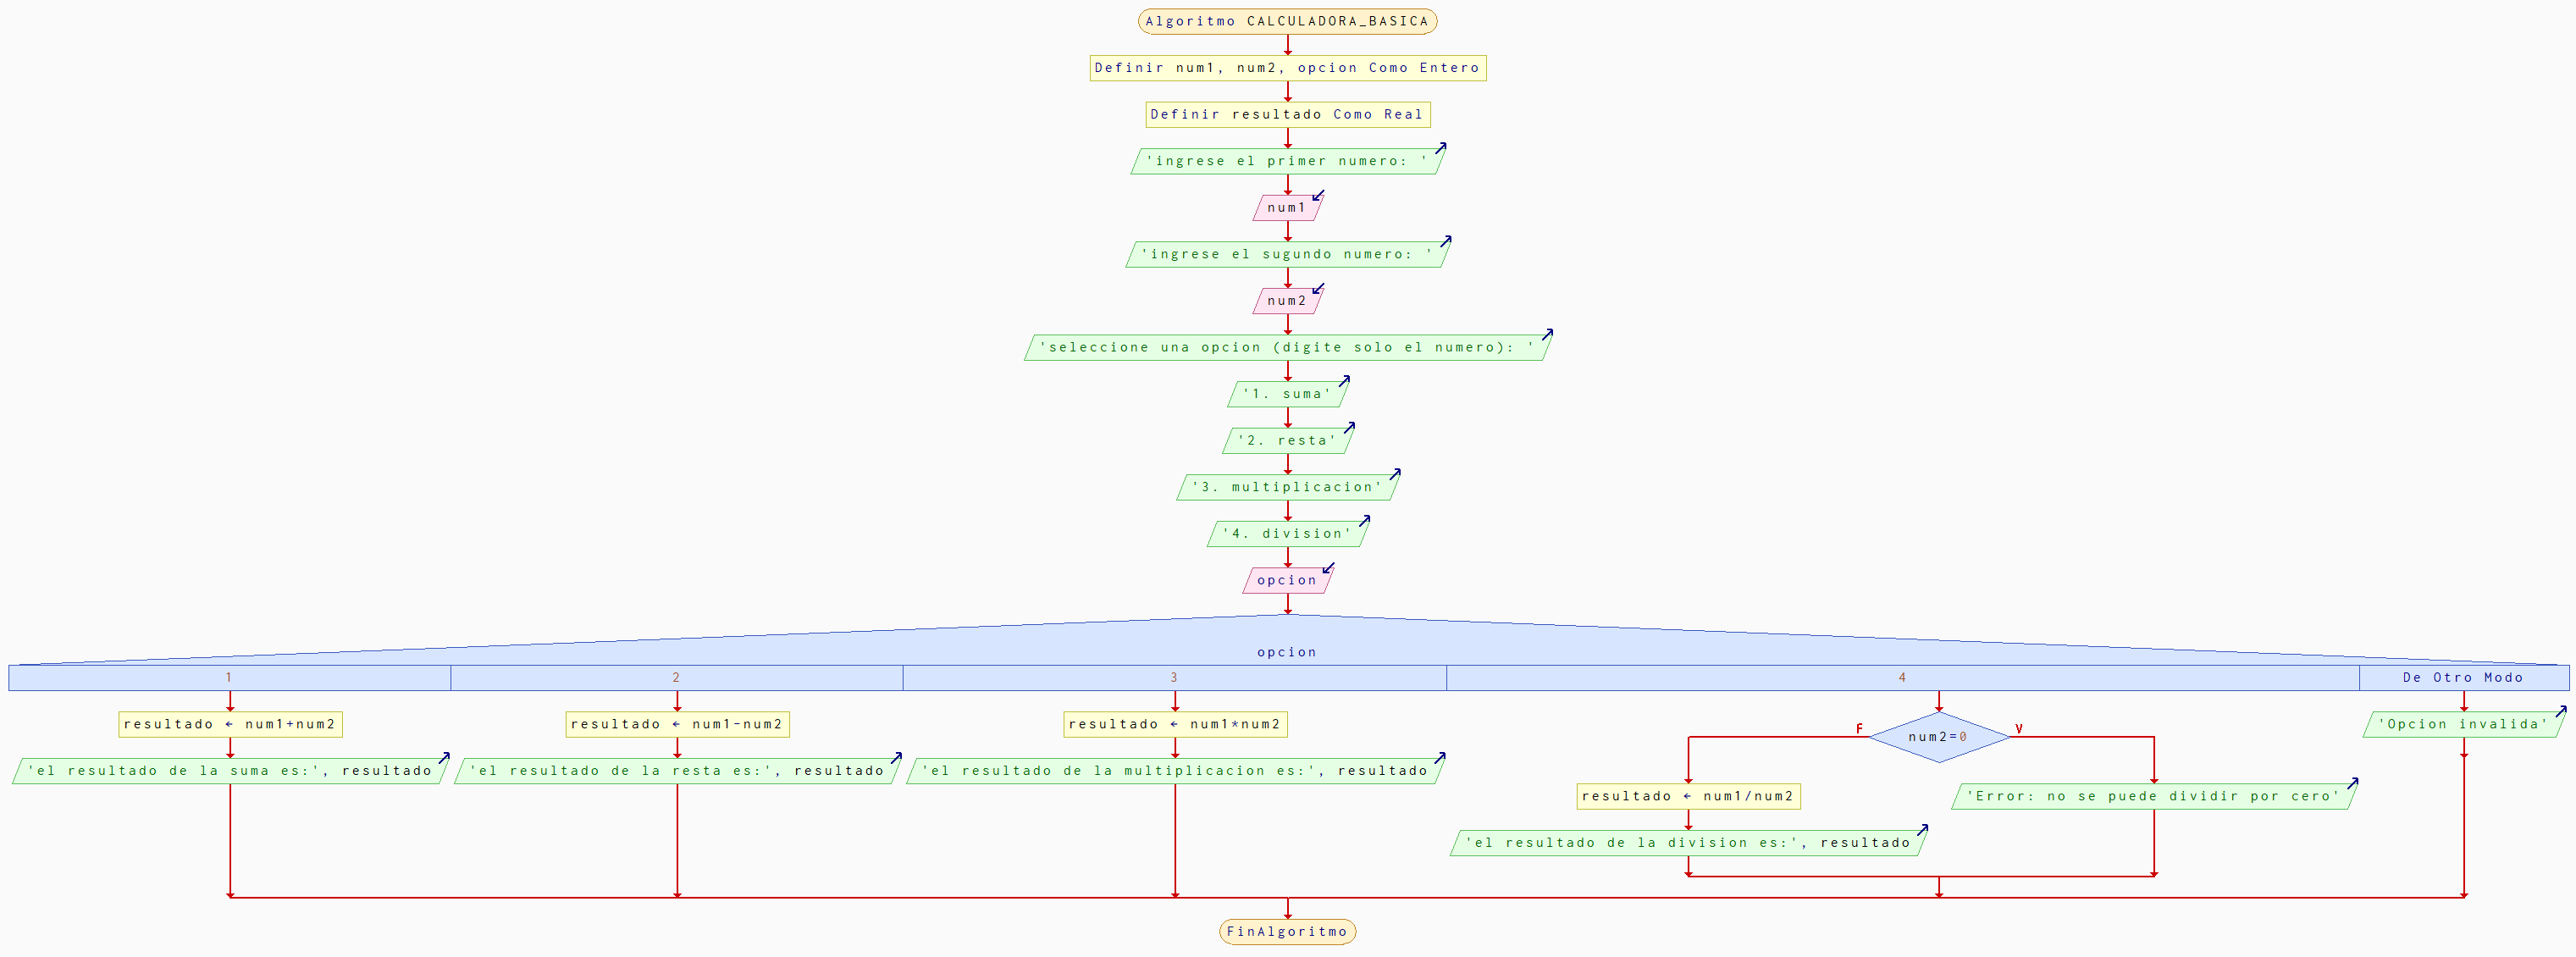 Algoritmo CALCULADORA_BASICA
Definir num1, num2, opcion Como Entero
Definir resultado Como Real
'ingrese el primer numero: '
num1
'ingrese el sugundo numero: '
num2
'seleccione una opcion (digite solo el numero): '
'1. suma'
'2. resta'
'3. multiplicacion'
'4. division'
opcion
opcion
1
2
3
4
De Otro Modo
resultado ← num1+num2
'el resultado de la suma es:', resultado
resultado ← num1-num2
'el resultado de la resta es:', resultado
resultado ← num1*num2
'el resultado de la multiplicacion es:', resultado
num2=0
F
V
resultado ← num1/num2
'el resultado de la division es:', resultado
'Error: no se puede dividir por cero'
'Opcion invalida'
FinAlgoritmo